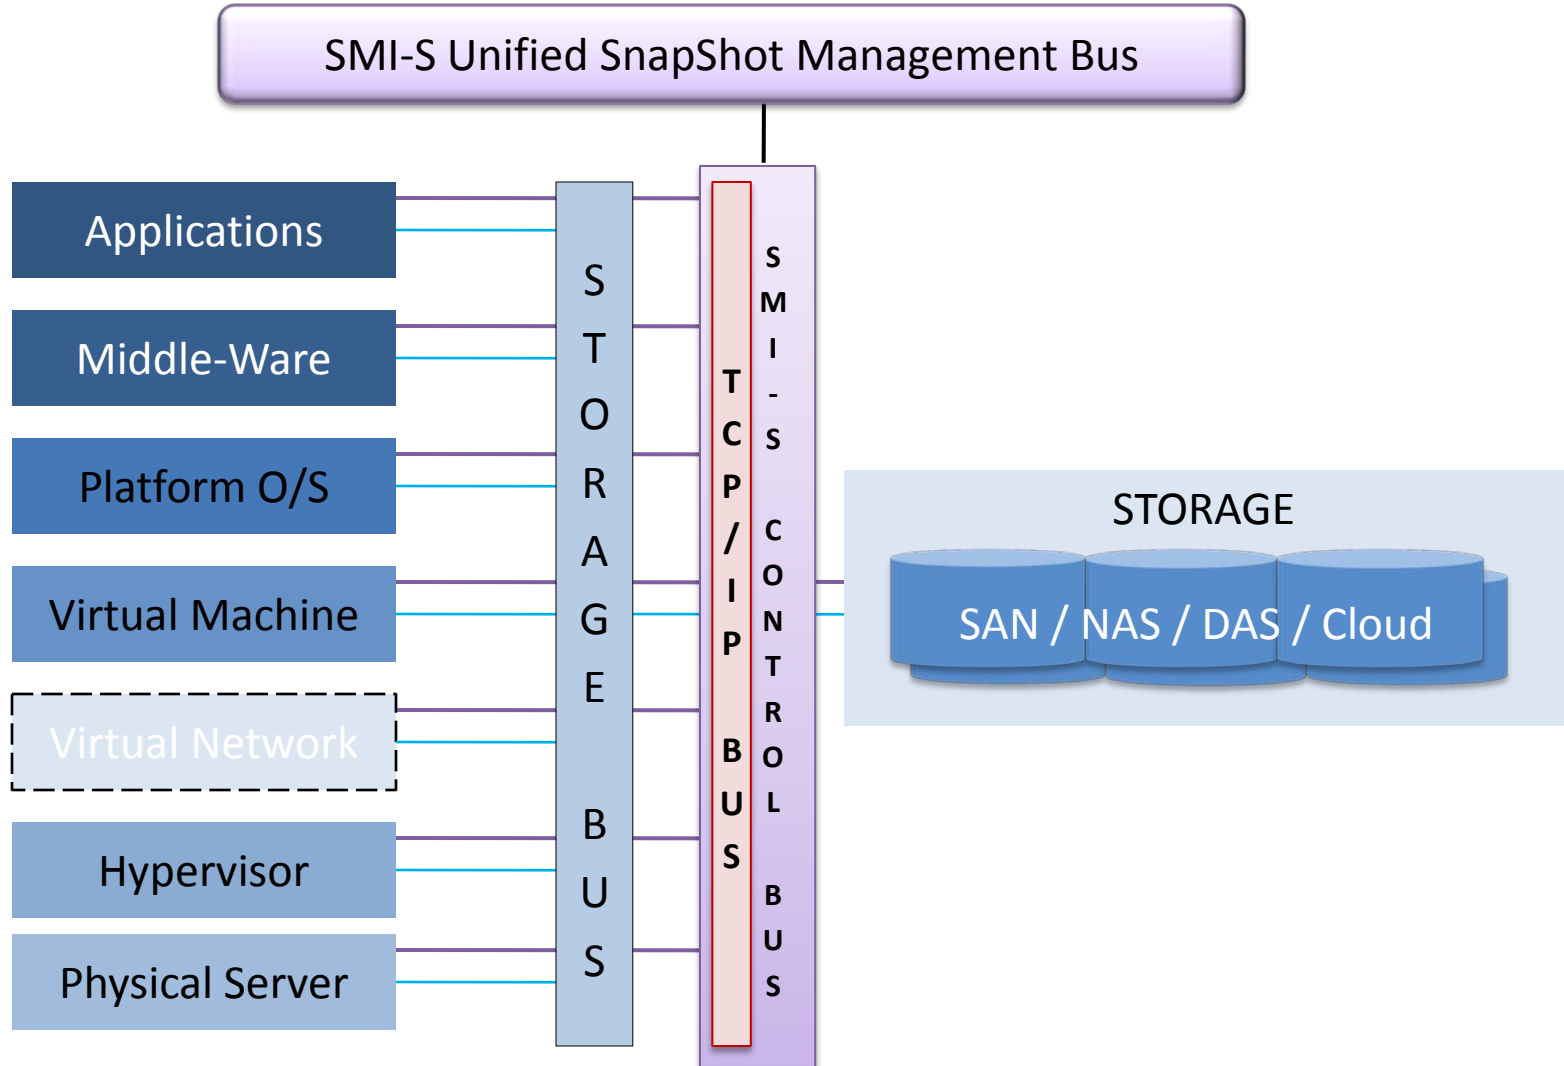 SMI-S Unified SnapShot Management Bus
Applications
Middle-Ware
Platform O/S
Virtual Machine
Virtual Network
Hypervisor
Physical Server
STORAGE BUS
TCP/IP BUS
SMI-S CONTROL BUS
STORAGE
SAN / NAS / DAS / Cloud